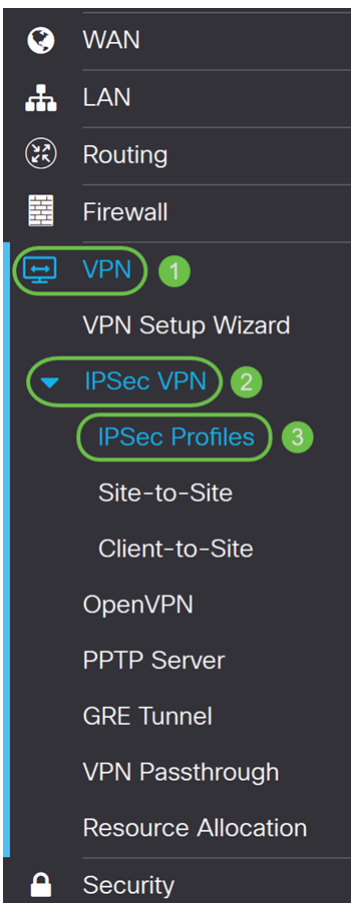 WAN
LAN
Routing
Firewall
VPN 1
VPN Setup Wizard
IPSec VPN 2
IPSec Profiles 3
Site-to-Site
Client-to-Site
OpenVPN
PPTP Server
GRE Tunnel
VPN Passthrough
Resource Allocation
Security